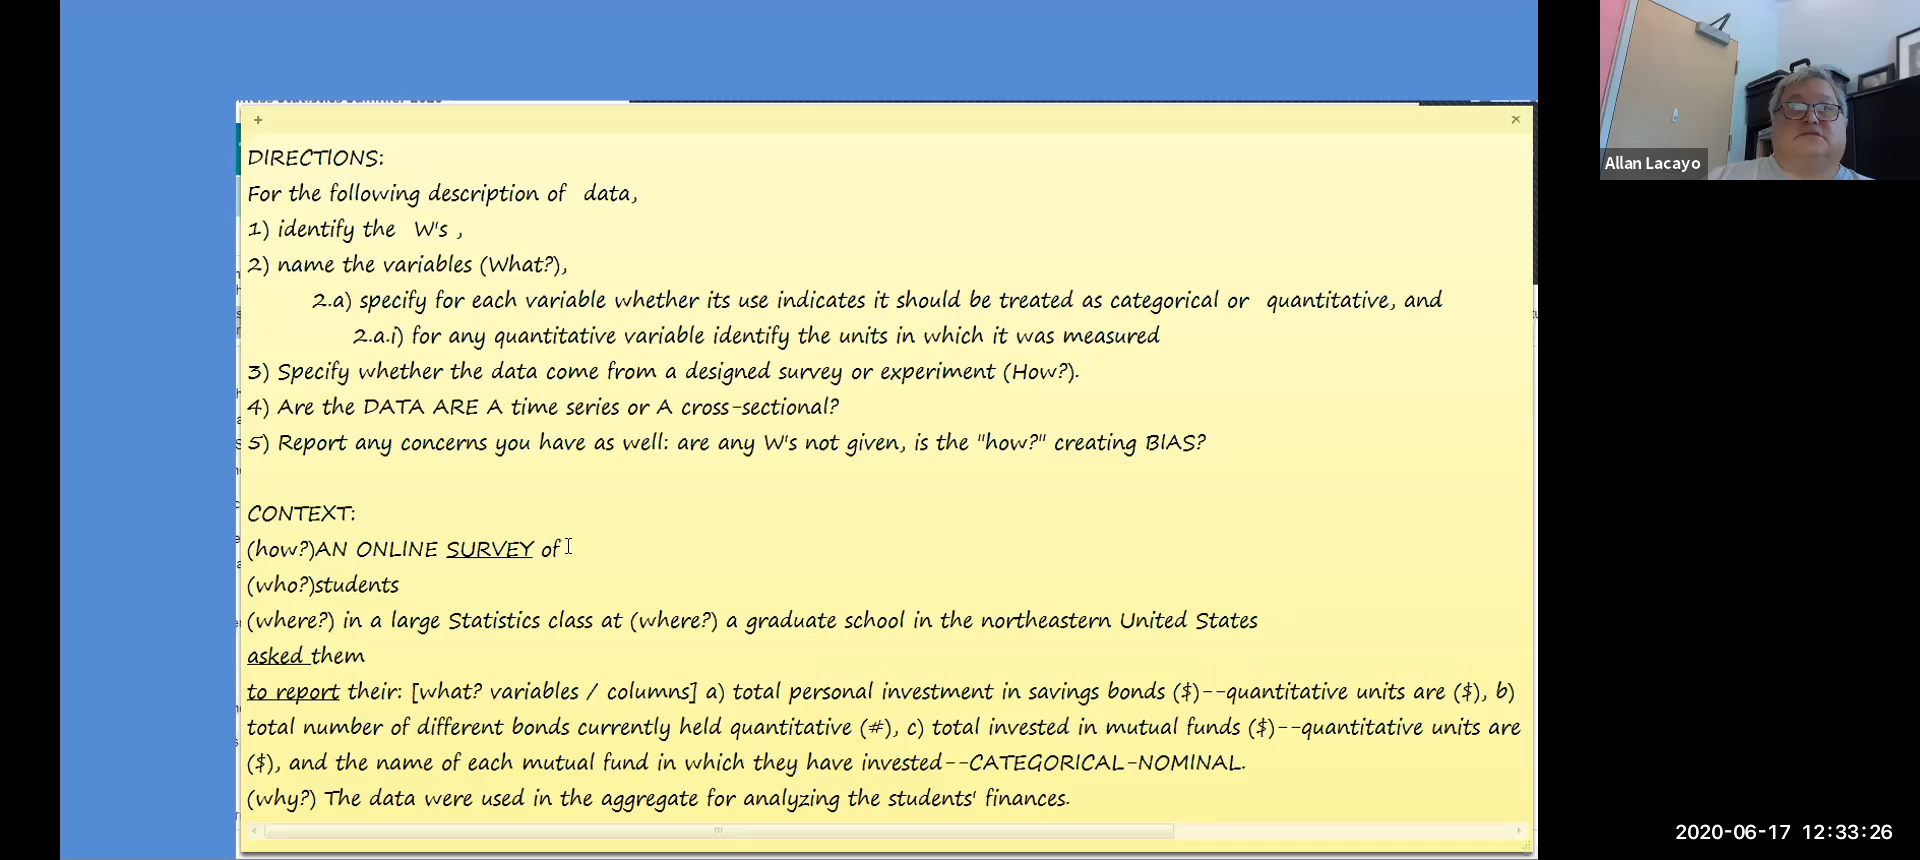 DIRECTIONS:
For the following description of data,
1) identify the W's ,
2) name the variables (What?),
2.a) specify for each variable whether its use indicates it should be treated as categorical or quantitative, and
2.a.i) for any quantitative variable identify the units in which it was measured
3) Specify whether the data come from a designed survey or experiment (How?).
4) Are the DATA ARE A time series or A cross-sectional?
5) Report any concerns you have as well: are any W's not given, is the "how?" creating BIAS?
CONTEXT:
(how?)AN ONLINE SURVEY of
(who?)students
(where?) in a large Statistics class at (where?) a graduate school in the northeastern United States
asked them
to report their: [what? variables / columns] a) total personal investment in savings bonds ($)--quantitative units are ($), b)
total number of different bonds currently held quantitative (#), c) total invested in mutual funds ($)--quantitative units are
($), and the name of each mutual fund in which they have invested--CATEGORICAL-NOMINAL.
(why?) The data were used in the aggregate for analyzing the students' finances.
Allan Lacayo
2020-06-17 12:33:26